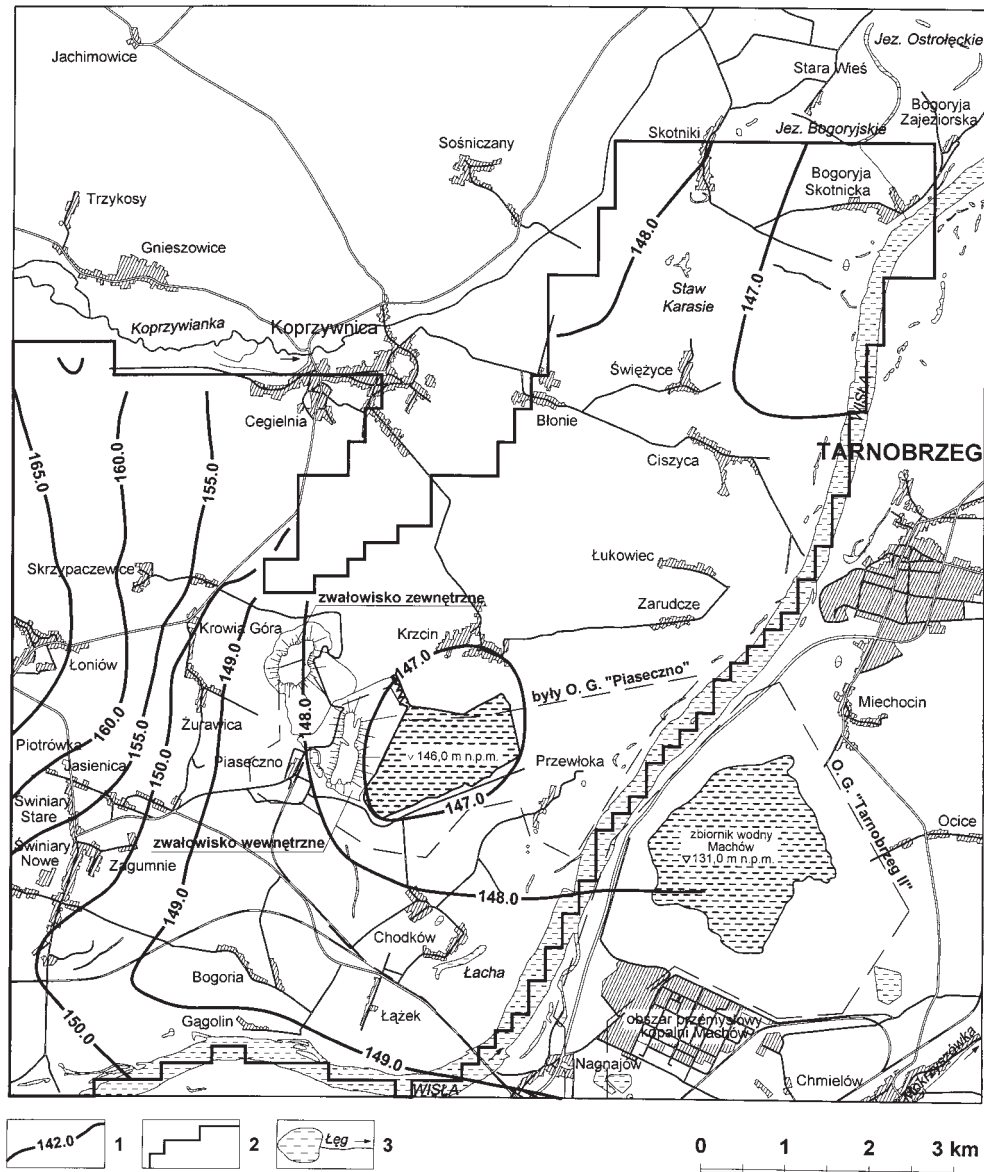 Jez. Ostrołęckie
Jachimowice
Stara Wieś
Bogoryja
Zajeziorska
Skotniki
Jez. Bogoryjskie
Sośniczany
Bogoryja
Skotnicka
Trzykosy
Gnieszowice
148.0
Staw
Karasie
147.0
Koprzywianka
Koprzywnica
WISŁA
Świężyce
Cegielnia
Błonie
Ciszyca
TARNOBRZEG
165.0
160.0
155.0
Skrzypaczewice
Łukowiec
zwałowisko zewnętrzne
Zarudcze
Krowia Góra
Krzcin
147.0
149.0
Łoniów
były O. G. "Piaseczno"
148.0
Miechocin
Żurawica
160.0
Piotrówka
Jasienica
155.0
Piaseczno
146,0 m n.p.m.
Przewłoka
150.0
147.0
O. G. "Tarnobrzeg II"
Świniary
Stare
zbiornik wodny
Machów
131,0 m n.p.m.
Ocice
zwałowisko wewnętrzne
Świniary
Nowe
Zagumnie
149.0
148.0
Chodków
Łacha
Bogoria
Łążek
Gągolin
obszar przemysłowy
kopalni Machów
150.0
149.0
Nagnajów
WISŁA
Chmielów
Mokrzyszówka
142.0
1
2
Łęg
3
0 1 2 3 km